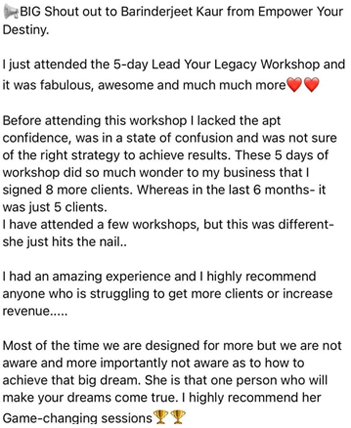 📢BIG Shout out to Barinderjeet Kaur from Empower Your
Destiny.
I just attended the 5-day Lead Your Legacy Workshop and
it was fabulous, awesome and much much more❤️❤️
Before attending this workshop I lacked the apt
confidence, was in a state of confusion and was not sure
of the right strategy to achieve results. These 5 days of
workshop did so much wonder to my business that I
signed 8 more clients. Whereas in the last 6 months- it
was just 5 clients.
I have attended a few workshops, but this was different-
she just hits the nail..
I had an amazing experience and I highly recommend
anyone who is struggling to get more clients or increase
revenue.....
Most of the time we are designed for more but we are not
aware and more importantly not aware as to how to
achieve that big dream. She is that one person who will
make your dreams come true. I highly recommend her
Game-changing sessions🏆🏆